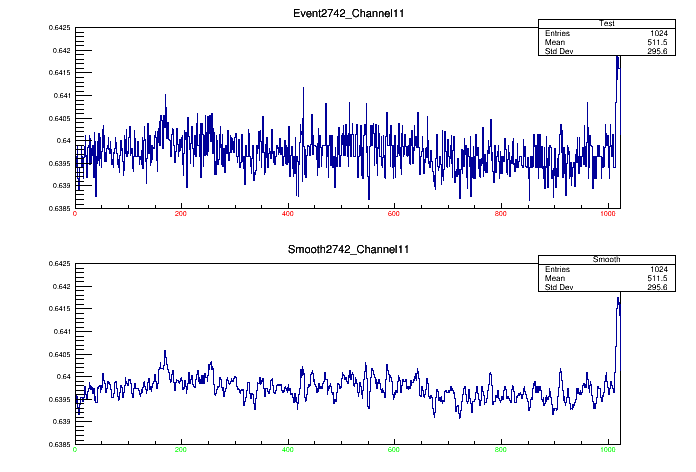 Event2742_Channel11
Test
Entries 1024
Mean 511.5
Std Dev 295.6
0.6425
0.642
0.6415
0.641
0.6405
0.64
0.6395
0.639
0.6385
0 200 400 600 800 1000
Smooth2742_Channel11
Smooth
Entries 1024
Mean 511.5
Std Dev 295.6
0.6425
0.642
0.6415
0.641
0.6405
0.64
0.6395
0.639
0.6385
0 200 400 600 800 1000